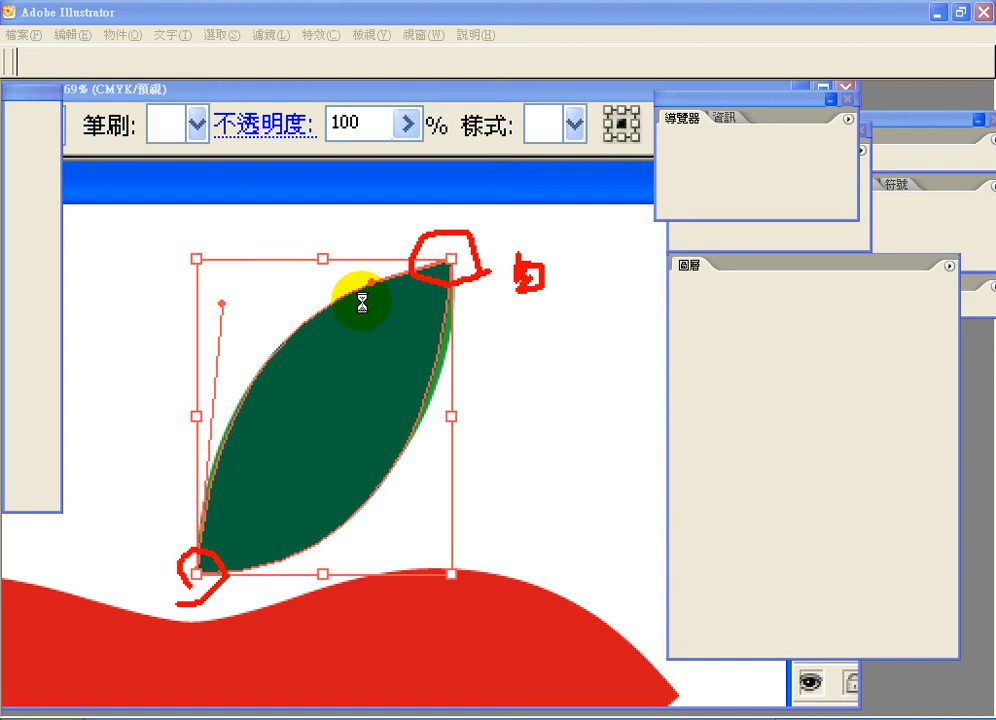 Adobe Illustrator
檔案(F) 編輯(E) 物件(O) 文字(T) 選取(S) 濾鏡(L) 特效(C) 檢視(V) 視窗(W) 說明(H)
69% (CMYK/預視)
筆刷: 不透明度: 100 % 樣式:
導覽器 資訊
符號
圖層